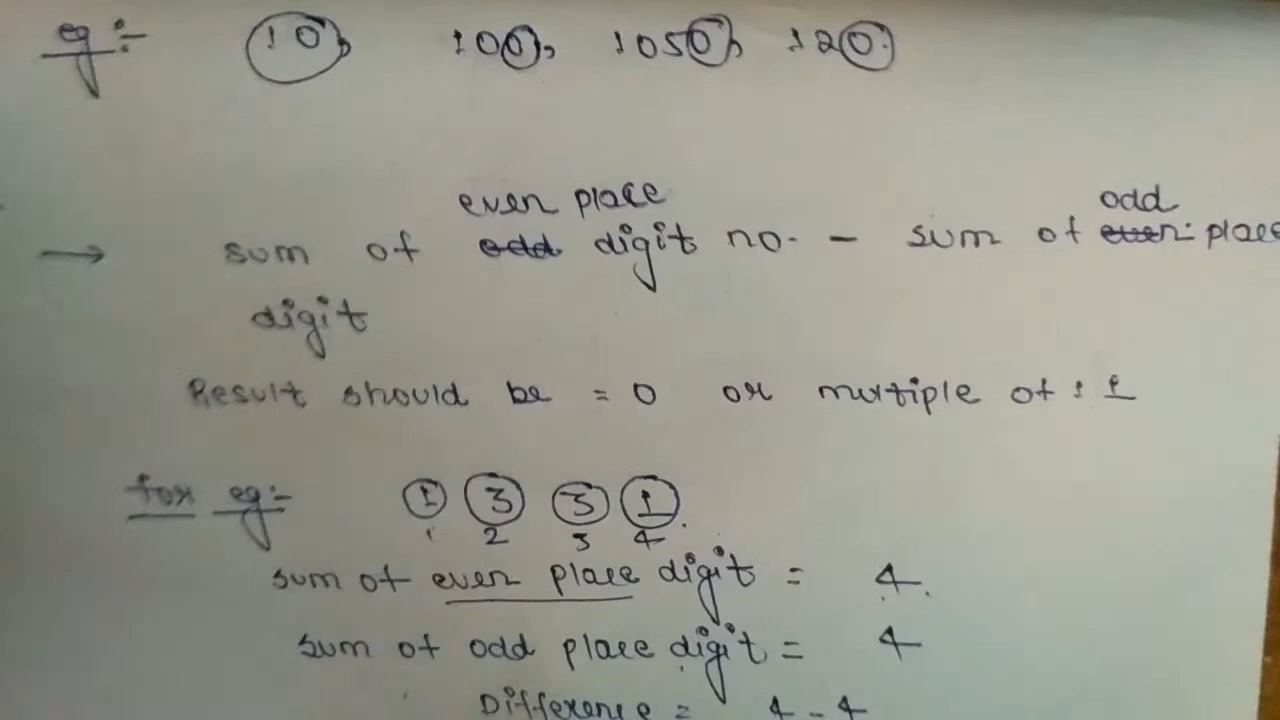 eg:- 10, 100, 1050, 120.
even place odd
→ sum of odd digit no. - sum of even place
digit
Result should be = 0 or multiple of 11
for eg:- 1 3 3 1.
1 2 3 4
sum of even place digit = 4.
sum of odd place digit = 4
Difference = 4 - 4